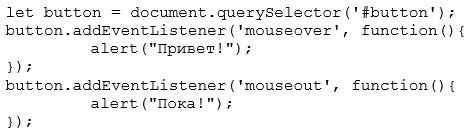 let button = document.querySelector('#button');
button.addEventListener('mouseover', function(){
        alert("Привет!");
});
button.addEventListener('mouseout', function(){
        alert("Пока!");
});